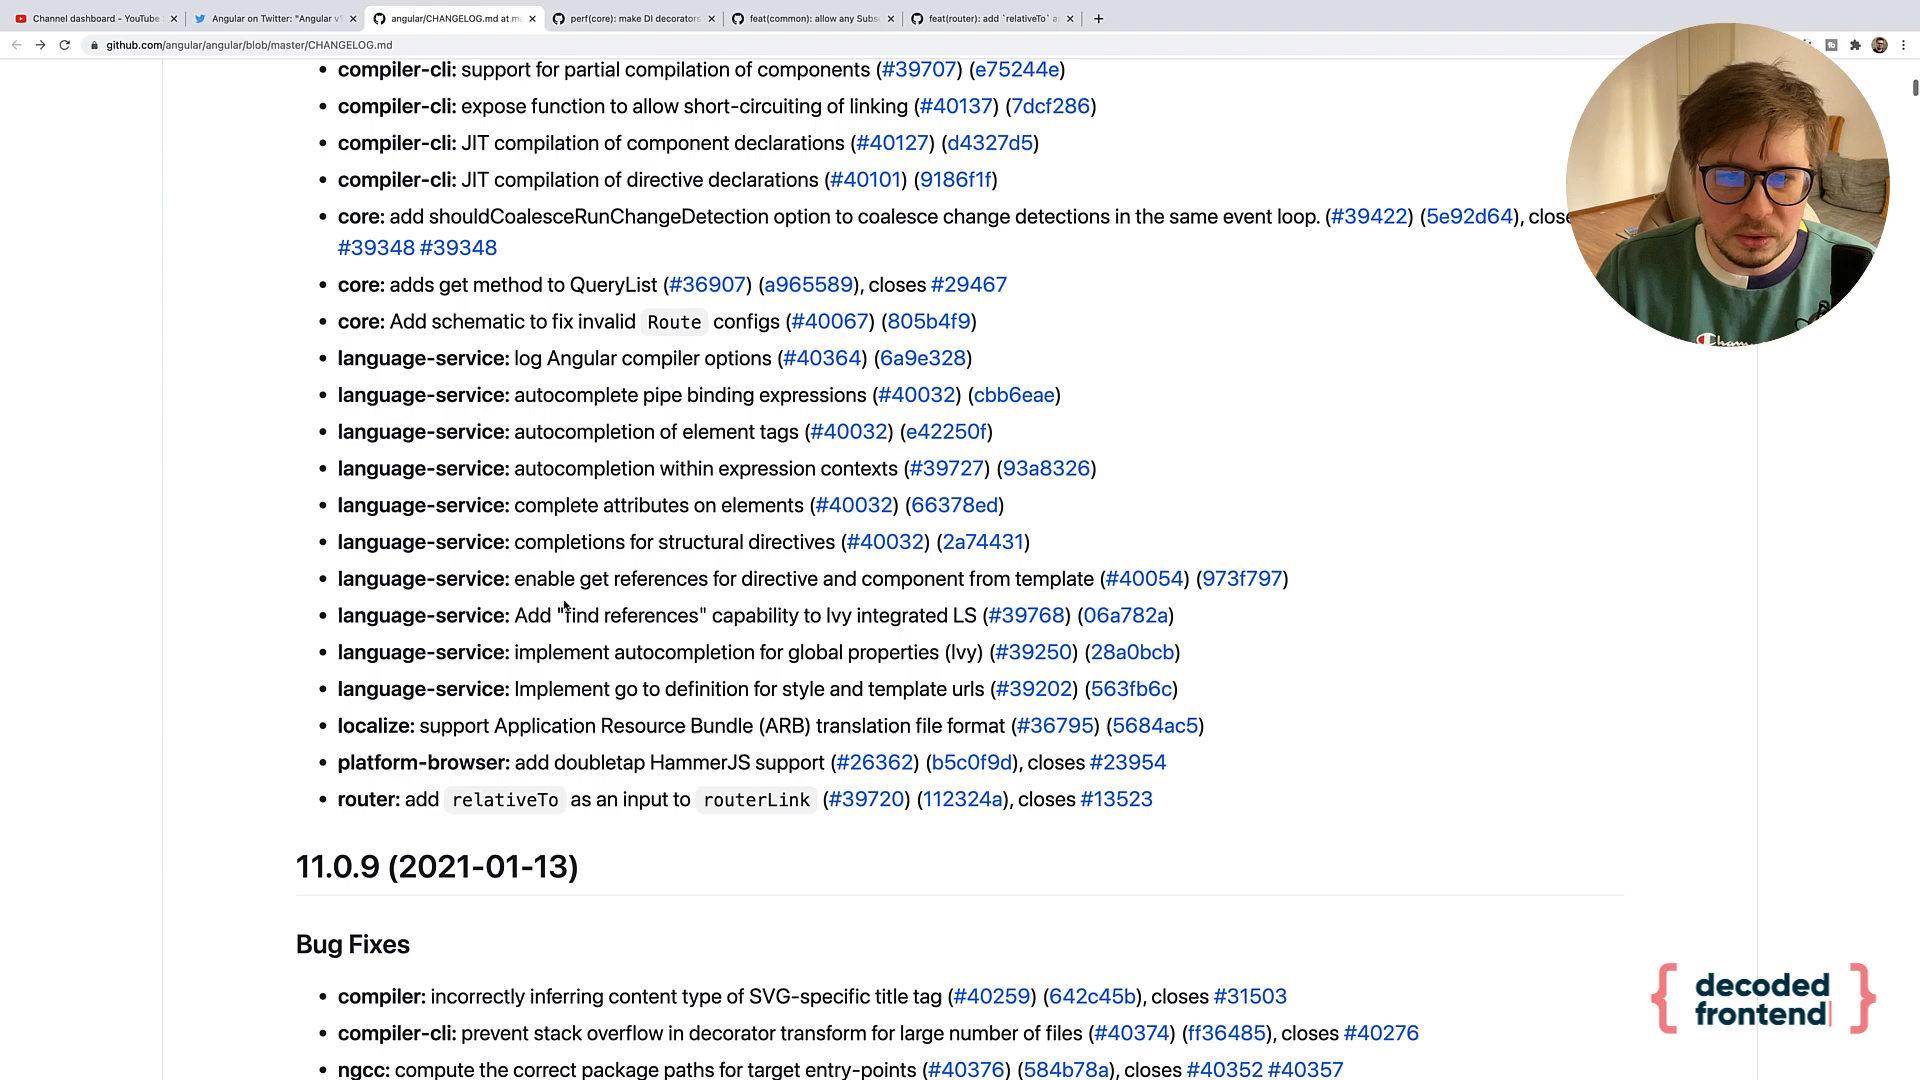 Channel dashboard - YouTube
Angular on Twitter: "Angular v1
angular/CHANGELOG.md at m
perf(core): make DI decorators
feat(common): allow any Subs
feat(router): add `relativeTo` a
github.com/angular/angular/blob/master/CHANGELOG.md
• compiler-cli: support for partial compilation of components (#39707) (e75244e)
• compiler-cli: expose function to allow short-circuiting of linking (#40137) (7dcf286)
• compiler-cli: JIT compilation of component declarations (#40127) (d4327d5)
• compiler-cli: JIT compilation of directive declarations (#40101) (9186f1f)
• core: add shouldCoalesceRunChangeDetection option to coalesce change detections in the same event loop. (#39422) (5e92d64), close
#39348 #39348
• core: adds get method to QueryList (#36907) (a965589), closes #29467
• core: Add schematic to fix invalid Route configs (#40067) (805b4f9)
• language-service: log Angular compiler options (#40364) (6a9e328)
• language-service: autocomplete pipe binding expressions (#40032) (cbb6eae)
• language-service: autocompletion of element tags (#40032) (e42250f)
• language-service: autocompletion within expression contexts (#39727) (93a8326)
• language-service: complete attributes on elements (#40032) (66378ed)
• language-service: completions for structural directives (#40032) (2a74431)
• language-service: enable get references for directive and component from template (#40054) (973f797)
• language-service: Add "find references" capability to Ivy integrated LS (#39768) (06a782a)
• language-service: implement autocompletion for global properties (Ivy) (#39250) (28a0bcb)
• language-service: Implement go to definition for style and template urls (#39202) (563fb6c)
• localize: support Application Resource Bundle (ARB) translation file format (#36795) (5684ac5)
• platform-browser: add doubletap HammerJS support (#26362) (b5c0f9d), closes #23954
• router: add relativeTo as an input to routerLink (#39720) (112324a), closes #13523
11.0.9 (2021-01-13)
Bug Fixes
• compiler: incorrectly inferring content type of SVG-specific title tag (#40259) (642c45b), closes #31503
• compiler-cli: prevent stack overflow in decorator transform for large number of files (#40374) (ff36485), closes #40276
• ngcc: compute the correct package paths for target entry-points (#40376) (584b78a), closes #40352 #40357
{ decoded
frontend| }